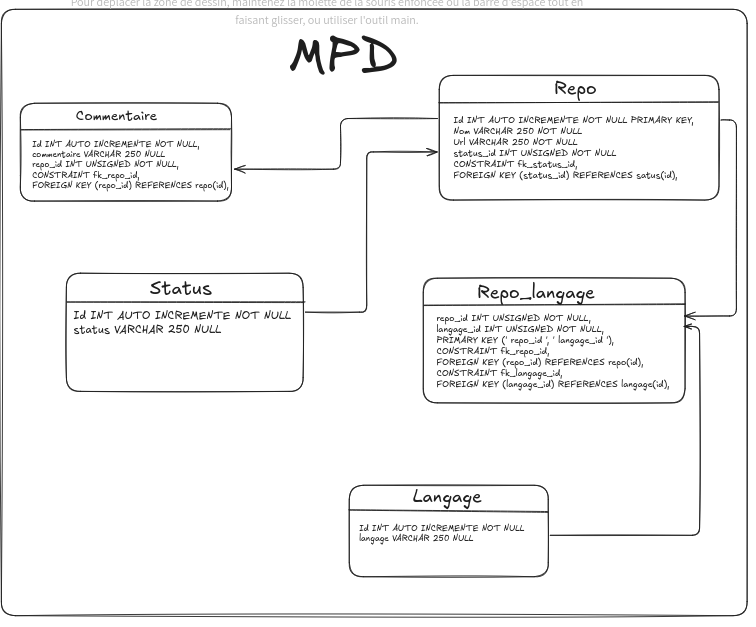 Pour déplacer la zone de dessin, maintenez la molette de la souris enfoncée ou la barre d'espace tout en
faisant glisser, ou utiliser l'outil main.
MPD
Commentaire
Id INT AUTO INCREMENTE NOT NULL,
commentaire VARCHAR 250 NULL
repo_id INT UNSIGNED NOT NULL,
CONSTRAINT fk_repo_id,
FOREIGN KEY (repo_id) REFERENCES repo(id),
Repo
Id INT AUTO INCREMENTE NOT NULL PRIMARY KEY,
Nom VARCHAR 250 NOT NULL
Url VARCHAR 250 NOT NULL
status_id INT UNSIGNED NOT NULL
CONSTRAINT fk_status_id,
FOREIGN KEY (status_id) REFERENCES satus(id),
Status
Id INT AUTO INCREMENTE NOT NULL
status VARCHAR 250 NULL
Repo_langage
repo_id INT UNSIGNED NOT NULL,
langage_id INT UNSIGNED NOT NULL,
PRIMARY KEY (' repo_id ', ' langage_id '),
CONSTRAINT fk_repo_id,
FOREIGN KEY (repo_id) REFERENCES repo(id),
CONSTRAINT fk_langage_id,
FOREIGN KEY (langage_id) REFERENCES langage(id),
Langage
Id INT AUTO INCREMENTE NOT NULL
langage VARCHAR 250 NULL